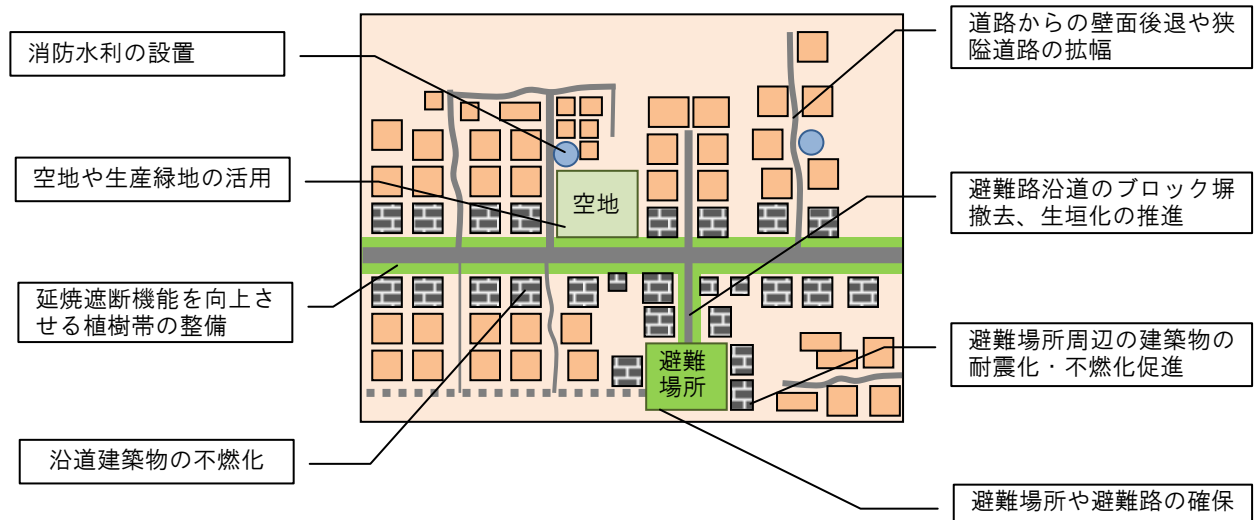 消防水利の設置
空地や生産緑地の活用
延焼遮断機能を向上さ
せる植樹帯の整備
沿道建築物の不燃化
空地
避難
場所
道路からの壁面後退や狭
隘道路の拡幅
避難路沿道のブロック塀
撤去、生垣化の推進
避難場所周辺の建築物の
耐震化・不燃化促進
避難場所や避難路の確保